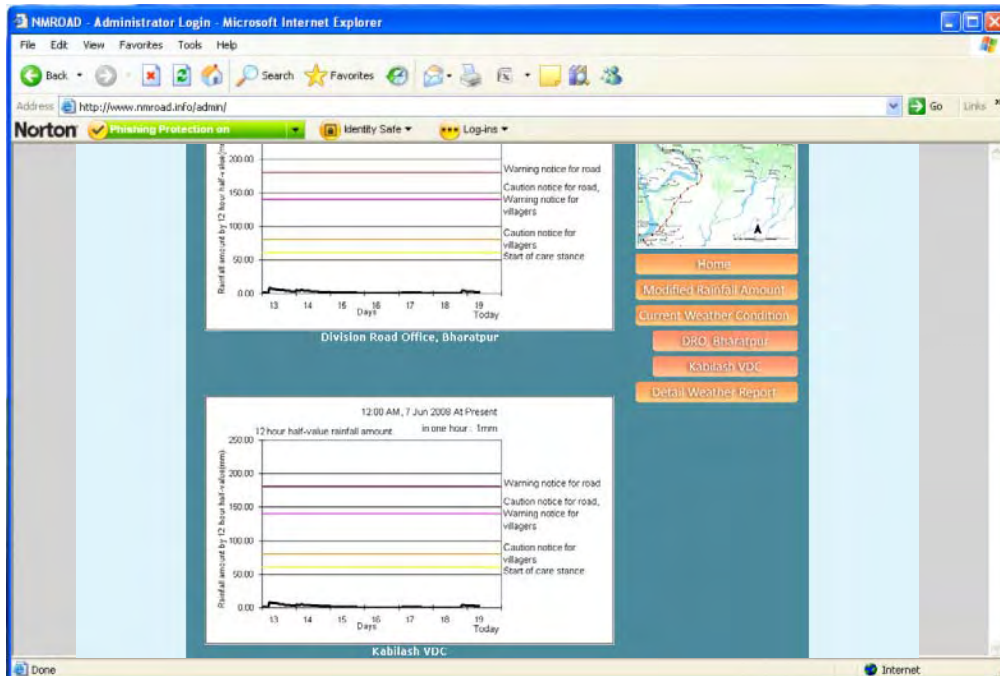 NMROAD - Administrator Login - Microsoft Internet Explorer
File Edit View Favorites Tools Help
Back Search Favorites
Address http://www.nmroad.info/admin/ Go Links »
Norton Phishing Protection on Identity Safe Log-ins
Rainfall amount by 12 hour half-value(m
200.00
150.00
100.00
50.00
0.00
Warning notice for road
Caution notice for road,
Warning notice for
villagers
Caution notice for
villagers
Start of care stance
13 14 15 16 17 18 19
Days Today
Division Road Office, Bharatpur
Home
Modified Rainfall Amount
Current Weather Condition
DRO, Bharatpur
Kabilash VDC
Detail Weather Report
12:00 AM, 7 Jun 2008 At Present
12 hour half-value rainfall amount in one hour : 1mm
Rainfall amount by 12 hour half-value(mm)
250.00
200.00
150.00
100.00
50.00
0.00
Warning notice for road
Caution notice for road,
Warning notice for
villagers
Caution notice for
villagers
Start of care stance
13 14 15 16 17 18 19
Days Today
Kabilash VDC
Done Internet